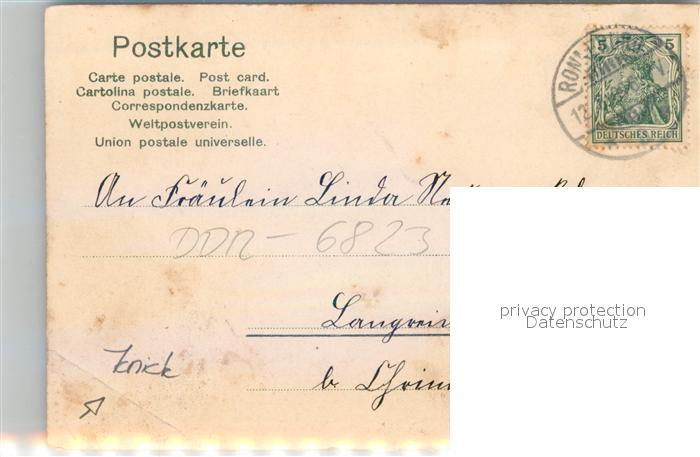 Postkarte
Carte postale. Post card.
Cartolina postale. Briefkaart
Correspondenzkarte.
Weltpostverein.
Union postale universelle.
5 5
DEUTSCHES REICH
An Fräulein Linda
DDR - 6823
privacy protection
Datenschutz
knick
b.